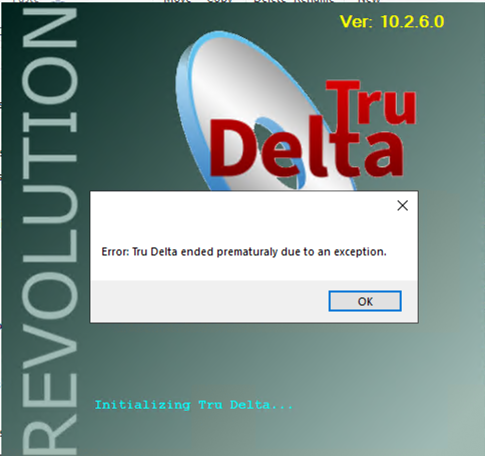 Ver: 10.2.6.0
REVOLUTION
Tru
Delta
Error: Tru Delta ended prematuraly due to an exception.
OK
Initializing Tru Delta...